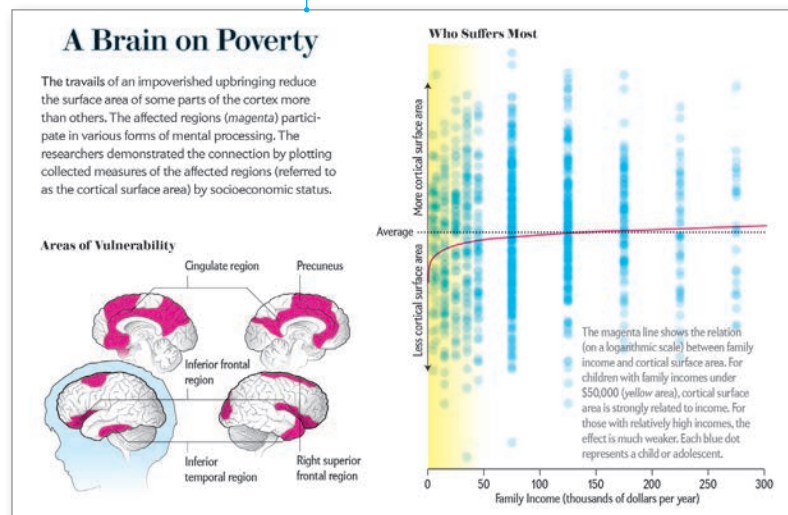 A Brain on Poverty
The travails of an impoverished upbringing reduce
the surface area of some parts of the cortex more
than others. The affected regions (magenta) partici-
pate in various forms of mental processing. The
researchers demonstrated the connection by plotting
collected measures of the affected regions (referred to
as the cortical surface area) by socioeconomic status.
Areas of Vulnerability
Cingulate region
Precuneus
Inferior frontal
region
Inferior
temporal region
Right superior
frontal region
Who Suffers Most
More cortical surface area
Average
Less cortical surface area
The magenta line shows the relation
(on a logarithmic scale) between family
income and cortical surface area. For
children with family incomes under
$50,000 (yellow area), cortical surface
area is strongly related to income. For
those with relatively high incomes, the
effect is much weaker. Each blue dot
represents a child or adolescent.
0 50 100 150 200 250 300
Family Income (thousands of dollars per year)